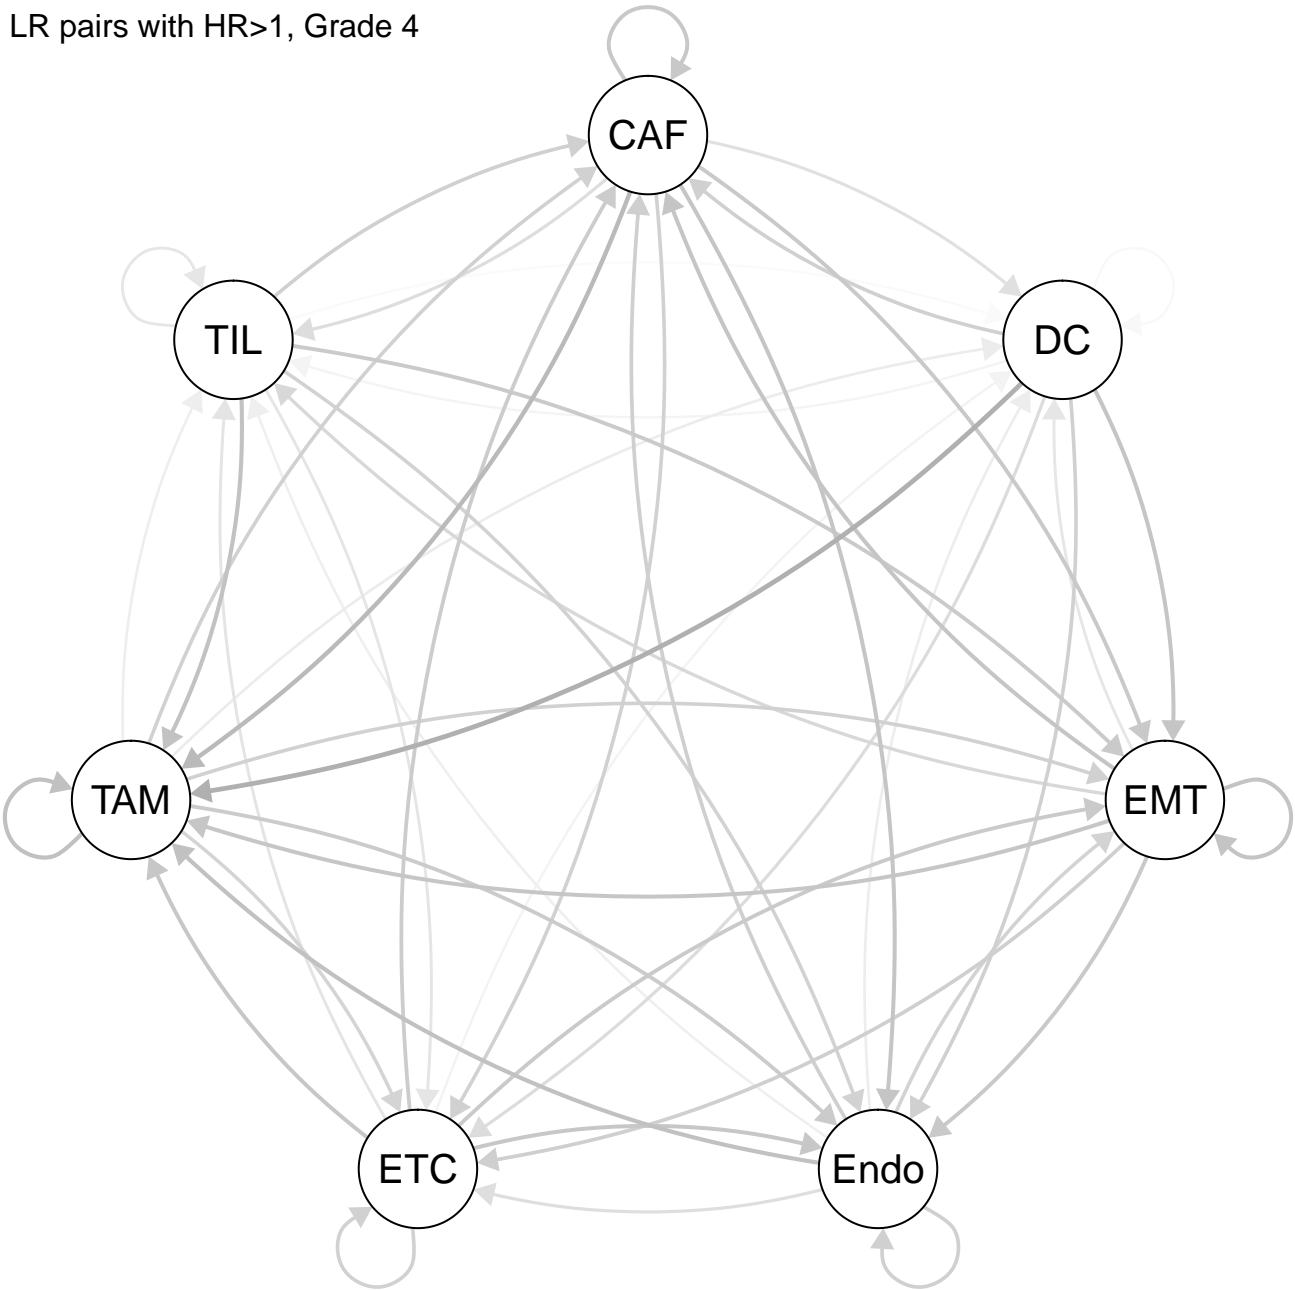 LR pairs with HR>1, Grade 4
CAF
TIL
DC
TAM
EMT
ETC
Endo